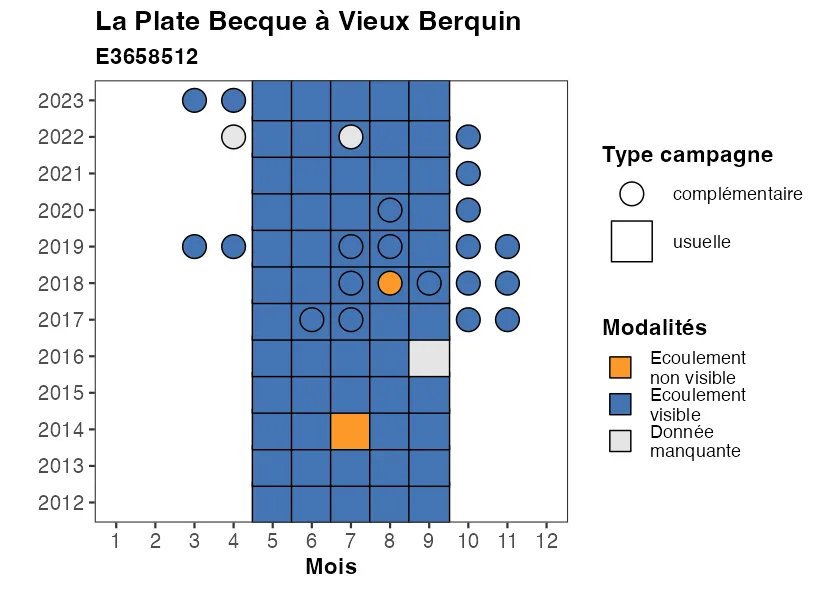 La Plate Becque à Vieux Berquin
E3658512
2023
2022
2021
2020
2019
2018
2017
2016
2015
2014
2013
2012
1 2 3 4 5 6 7 8 9 10 11 12
Mois
Type campagne
complémentaire
usuelle
Modalités
Ecoulement
non visible
Ecoulement
visible
Donnée
manquante